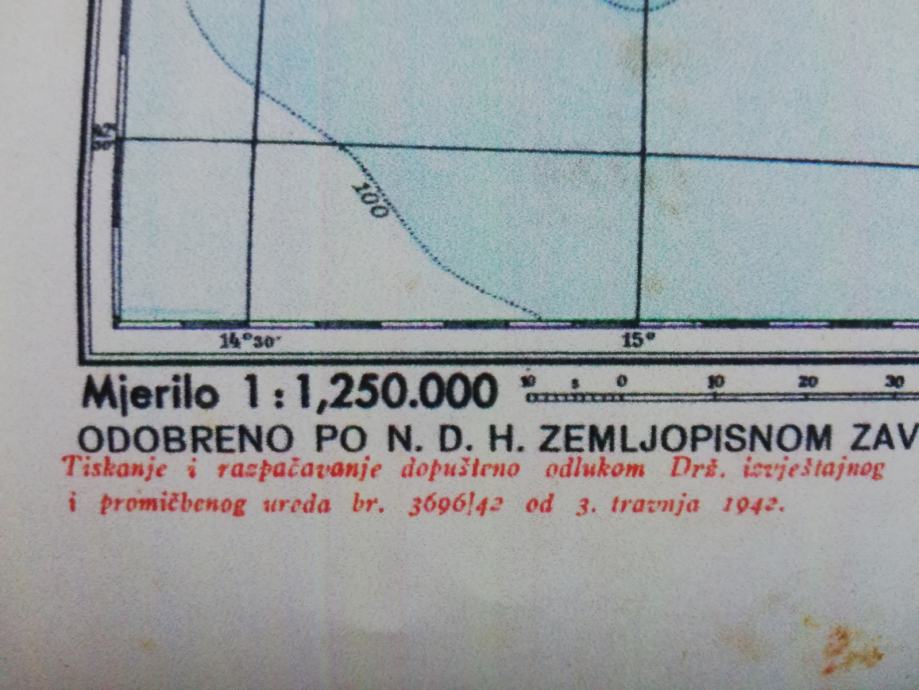 100
14°30'
15°
Mjerilo 1:1,250.000
10 5 0 10 20 30
ODOBRENO PO N. D. H. ZEMLJOPISNOM ZAV
Tiskanje i razpačavanje dopušteno odlukom Drž. izvještajnog
i promičbenog ureda br. 3696/42 od 3. travnja 1942.